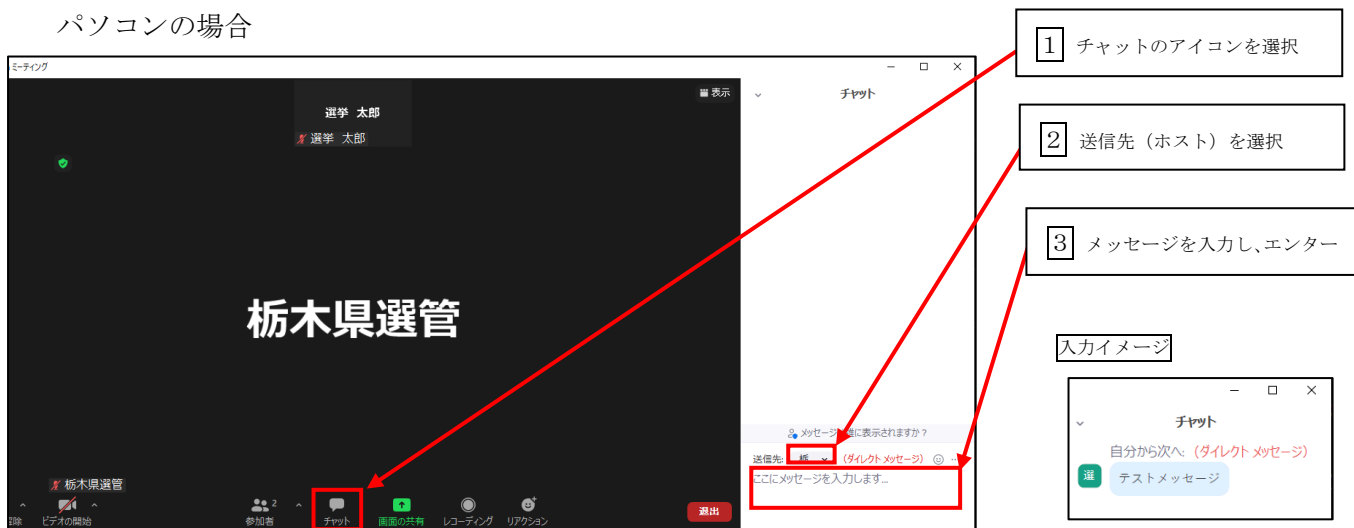 パソコンの場合
1 チャットのアイコンを選択
2 送信先（ホスト）を選択
3 メッセージを入力し、エンター
ミーティング
表示
選挙 太郎
選挙 太郎
栃木県選管
栃木県選管
ビデオの開始
参加者
2
チャット
画面の共有
レコーディング
リアクション
退出
チャット
メッセージ 誰に表示されますか？
送信先: 栃 (ダイレクト メッセージ)
ここにメッセージを入力します...
入力イメージ
チャット
自分から次へ: (ダイレクト メッセージ)
選
テストメッセージ